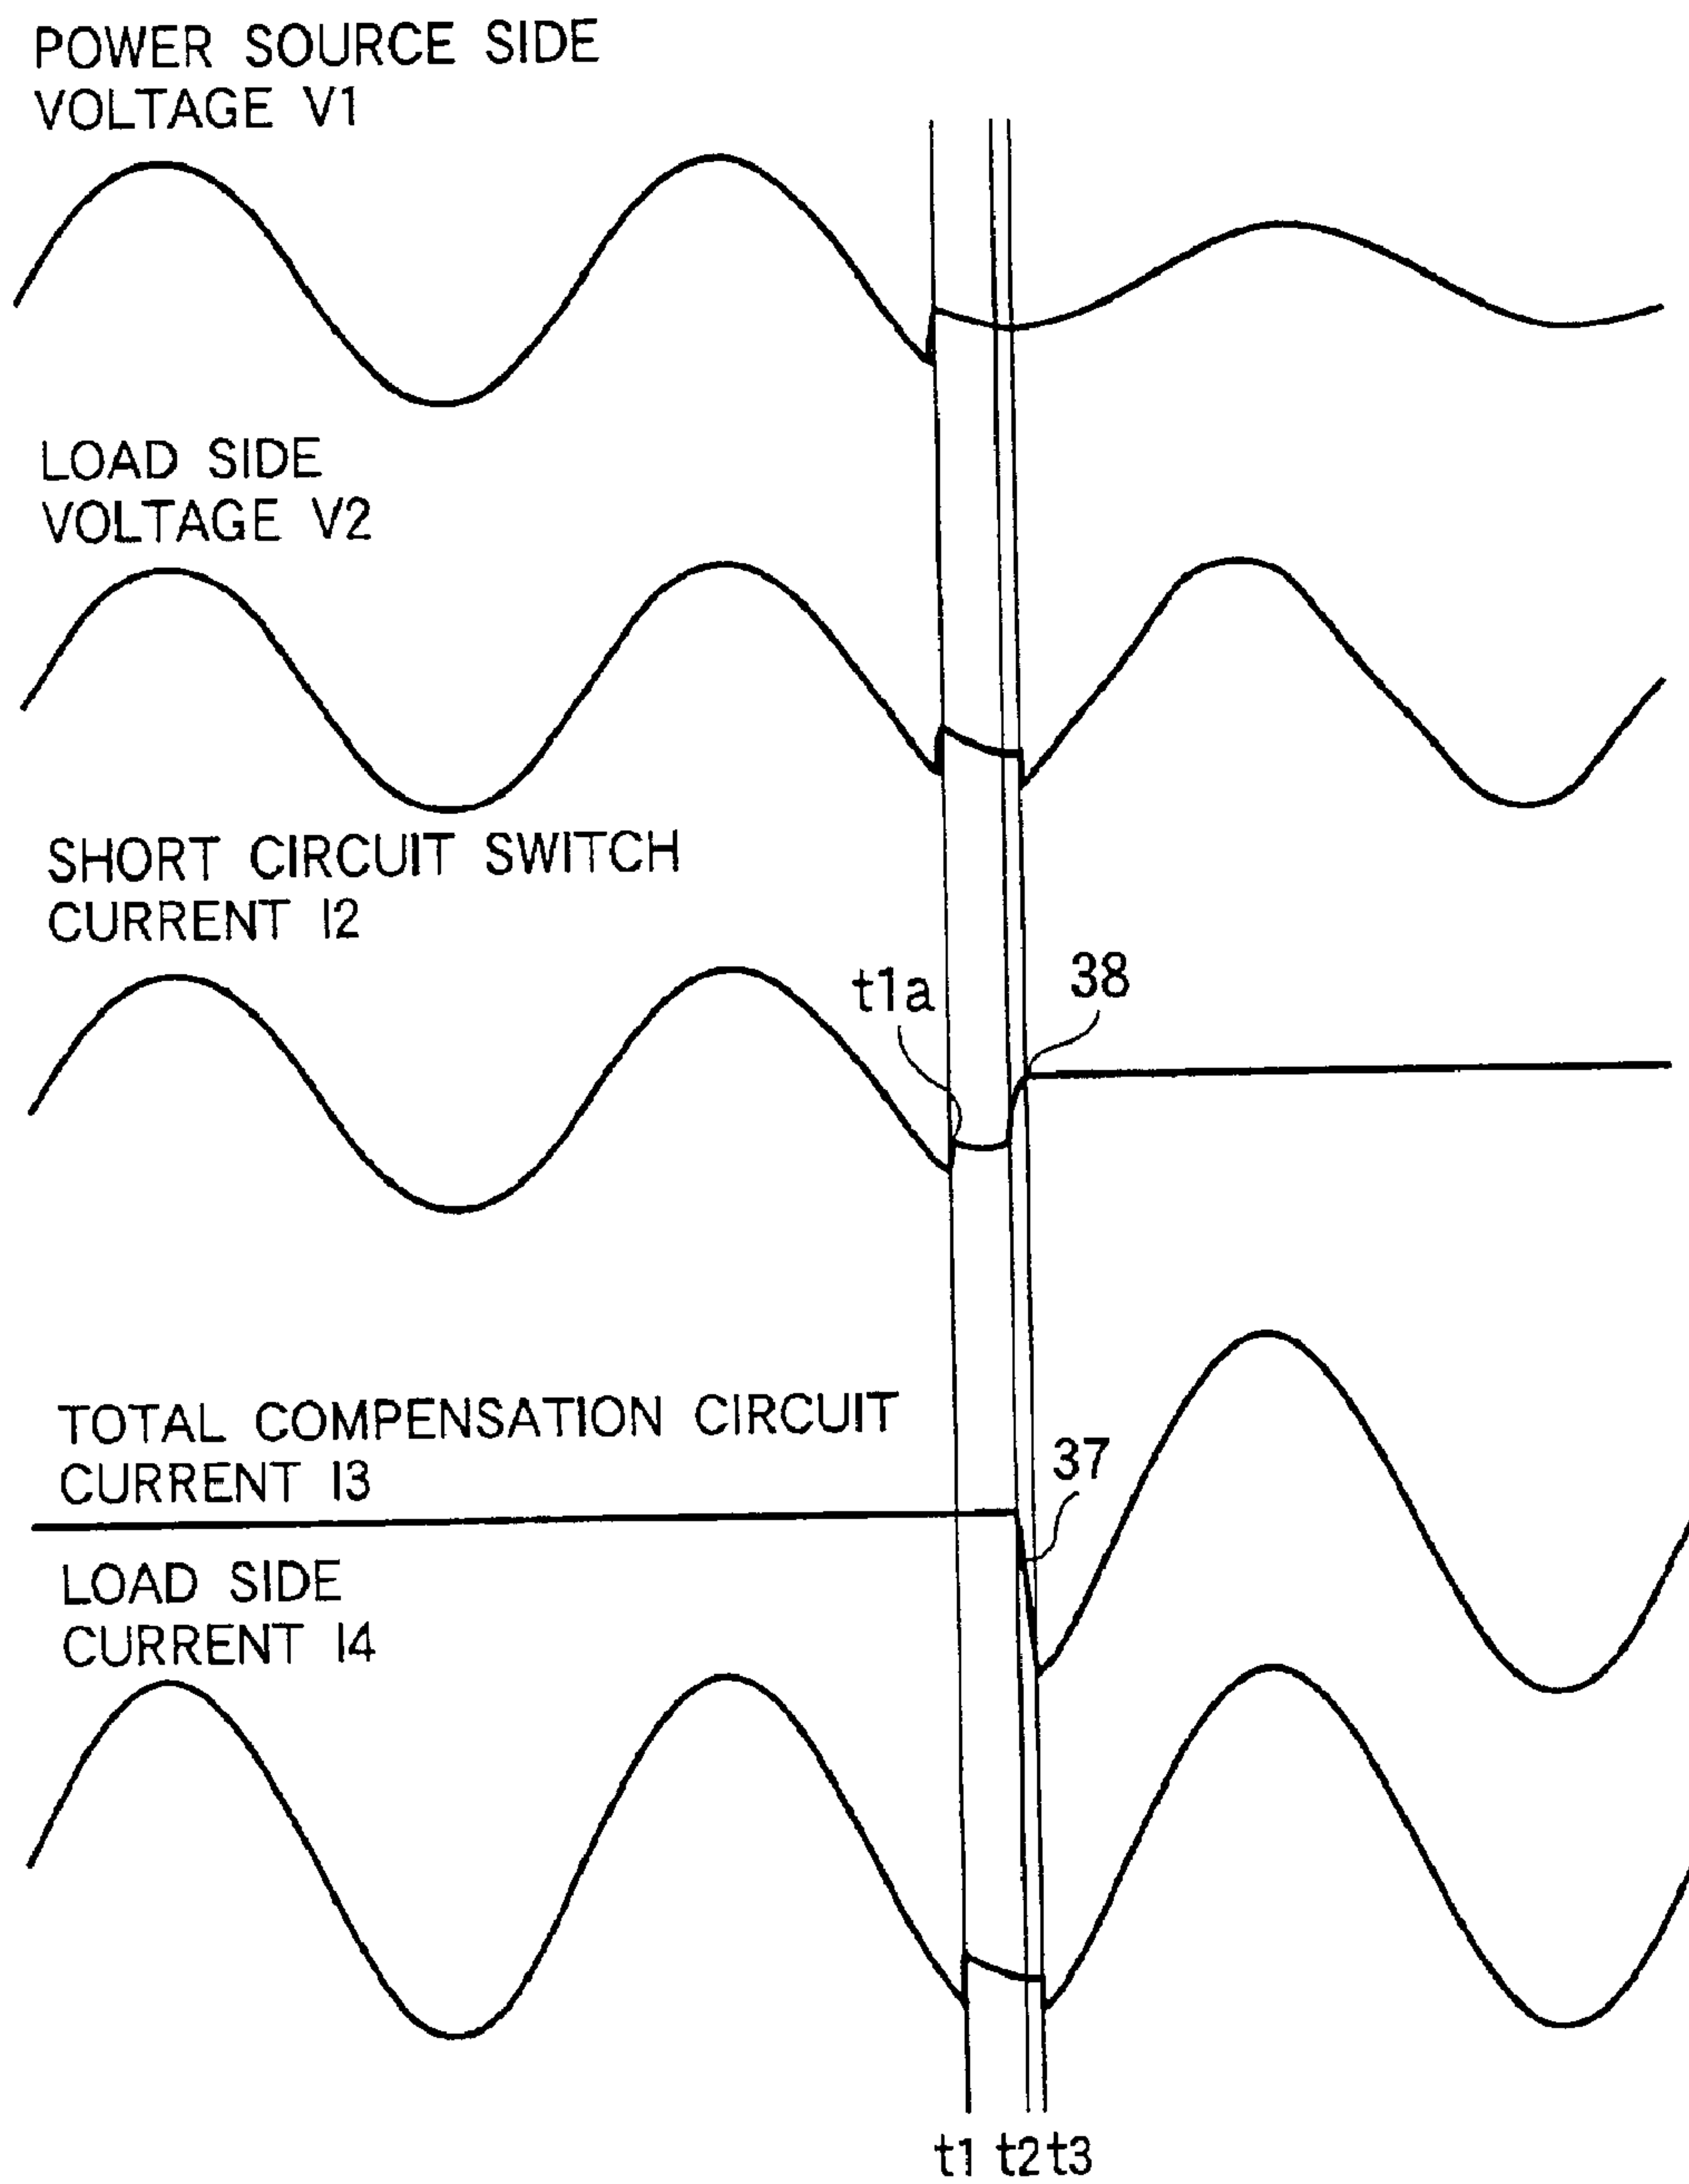 POWER SOURCE SIDE
VOLTAGE V1
LOAD SIDE
VOLTAGE V2
SHORT CIRCUIT SWITCH
CURRENT I2
t1a
38
TOTAL COMPENSATION CIRCUIT
CURRENT I3
37
LOAD SIDE
CURRENT I4
t1 t2 t3